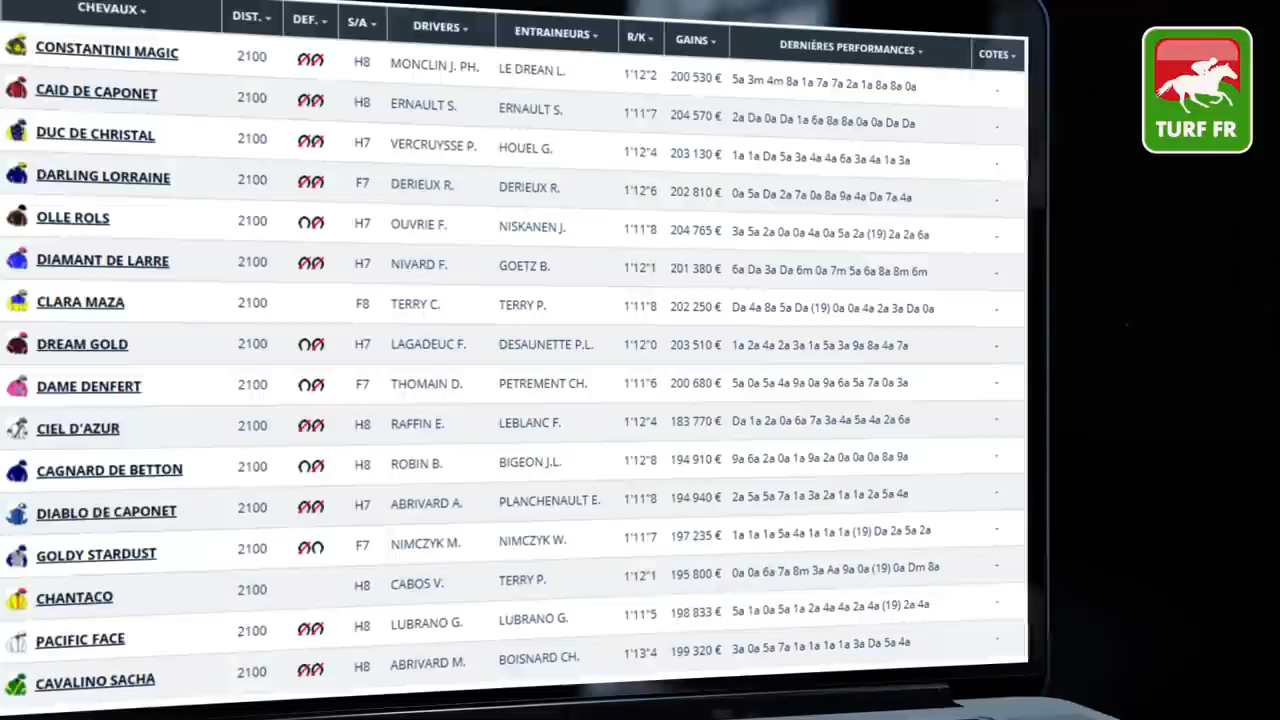 CHEVAUX DIST. DEF. S/A DRIVERS ENTRAINEURS R/K GAINS DERNIÈRES PERFORMANCES COTES
CONSTANTINI MAGIC 2100 H8 MONCLIN J. PH. LE DREAN L. 1'12"2 200 530 € 5a 3m 4m 8a 1a 7a 7a 2a 1a 8a 8a 0a -
CAID DE CAPONET 2100 H8 ERNAULT S. ERNAULT S. 1'11"7 204 570 € 2a Da 0a Da 1a 6a 8a 8a 0a 0a Da Da -
DUC DE CHRISTAL 2100 H7 VERCRUYSSE P. HOUEL G. 1'12"4 203 130 € 1a 1a Da 5a 3a 4a 4a 6a 3a 4a 1a 3a -
DARLING LORRAINE 2100 F7 DERIEUX R. DERIEUX R. 1'12"6 202 810 € 0a 5a Da 2a 7a 0a 8a 9a 4a Da 7a 4a -
OLLE ROLS 2100 H7 OUVRIE F. NISKANEN J. 1'11"8 204 765 € 3a 5a 2a 0a 0a 4a 0a 5a 2a (19) 2a 2a 6a -
DIAMANT DE LARRE 2100 H7 NIVARD F. GOETZ B. 1'12"1 201 380 € 6a Da 3a Da 6m 0a 7m 5a 6a 8a 8m 6m -
CLARA MAZA 2100 F8 TERRY C. TERRY P. 1'11"8 202 250 € Da 4a 8a 5a Da (19) 0a 0a 4a 2a 3a Da 0a -
DREAM GOLD 2100 H7 LAGADEUC F. DESAUNETTE P.L. 1'12"0 203 510 € 1a 2a 4a 2a 3a 1a 5a 3a 9a 8a 4a 7a -
DAME DENFERT 2100 F7 THOMAIN D. PETREMENT CH. 1'11"6 200 680 € 5a 0a 5a 4a 9a 0a 9a 6a 5a 7a 0a 3a -
CIEL D'AZUR 2100 H8 RAFFIN E. LEBLANC F. 1'12"4 183 770 € Da 1a 2a 0a 6a 7a 3a 4a 5a 4a 2a 6a -
CAGNARD DE BETTON 2100 H8 ROBIN B. BIGEON J.L. 1'12"8 194 910 € 9a 6a 2a 0a 1a 9a 2a 0a 0a 0a 8a 9a -
DIABLO DE CAPONET 2100 H7 ABRIVARD A. PLANCHENAULT E. 1'11"8 194 940 € 2a 5a 5a 7a 1a 3a 2a 1a 1a 2a 5a 4a -
GOLDY STARDUST 2100 F7 NIMCZYK M. NIMCZYK W. 1'11"7 197 235 € 1a 1a 1a 5a 4a 1a 1a 1a (19) Da 2a 5a 2a -
CHANTACO 2100 H8 CABOS V. TERRY P. 1'12"1 195 800 € 0a 0a 6a 7a 8m 3a Aa 9a 0a (19) 0a Dm 8a -
PACIFIC FACE 2100 H8 LUBRANO G. LUBRANO G. 1'11"5 198 833 € 5a 1a 0a 5a 1a 2a 4a 4a 2a 4a (19) 2a 4a -
CAVALINO SACHA 2100 H8 ABRIVARD M. BOISNARD CH. 1'13"4 199 320 € 3a 0a 5a 7a 1a 1a 1a 1a 3a Da 5a 4a -
TURF FR